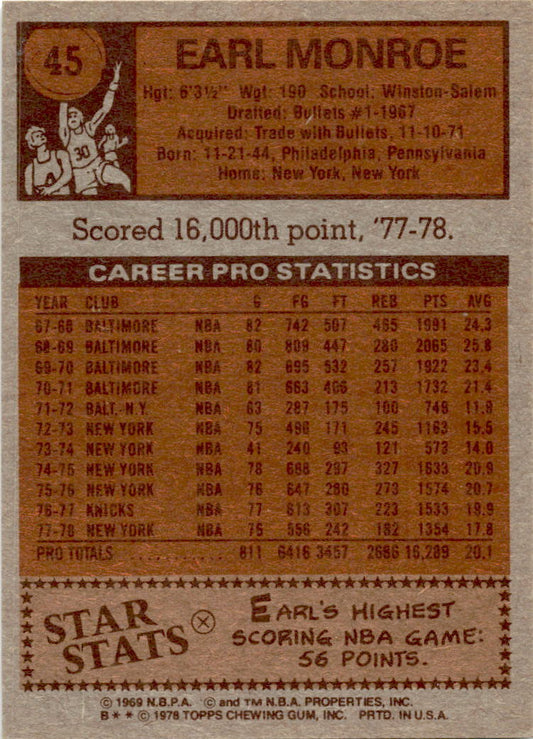 45
EARL MONROE
Hgt: 6'3½" Wgt: 190 School: Winston-Salem
Drafted: Bullets #1-1967
Acquired: Trade with Bullets, 11-10-71
Born: 11-21-44, Philadelphia, Pennsylvania
Home: New York, New York
30
Scored 16,000th point, '77-78.
CAREER PRO STATISTICS
YEAR CLUB G FG FT REB PTS AVG
67-68 BALTIMORE NBA 82 742 507 465 1991 24.3
68-69 BALTIMORE NBA 80 809 447 280 2065 25.8
69-70 BALTIMORE NBA 82 695 532 257 1922 23.4
70-71 BALTIMORE NBA 81 663 406 213 1732 21.4
71-72 BALT.-N.Y. NBA 63 287 175 100 749 11.9
72-73 NEW YORK NBA 75 496 171 245 1163 15.5
73-74 NEW YORK NBA 41 240 93 121 573 14.0
74-75 NEW YORK NBA 78 668 297 327 1633 20.9
75-76 NEW YORK NBA 76 647 280 273 1574 20.7
76-77 KNICKS NBA 77 613 307 223 1533 19.9
77-78 NEW YORK NBA 76 556 242 182 1354 17.8
PRO TOTALS ........... 811 6416 3457 2686 16,289 20.1
STAR STATS
EARL'S HIGHEST
SCORING NBA GAME:
56 POINTS.
© 1969 N.B.P.A. © and ™ N.B.A. PROPERTIES, INC.
B * * © 1978 TOPPS CHEWING GUM, INC. PRTD. IN U.S.A.